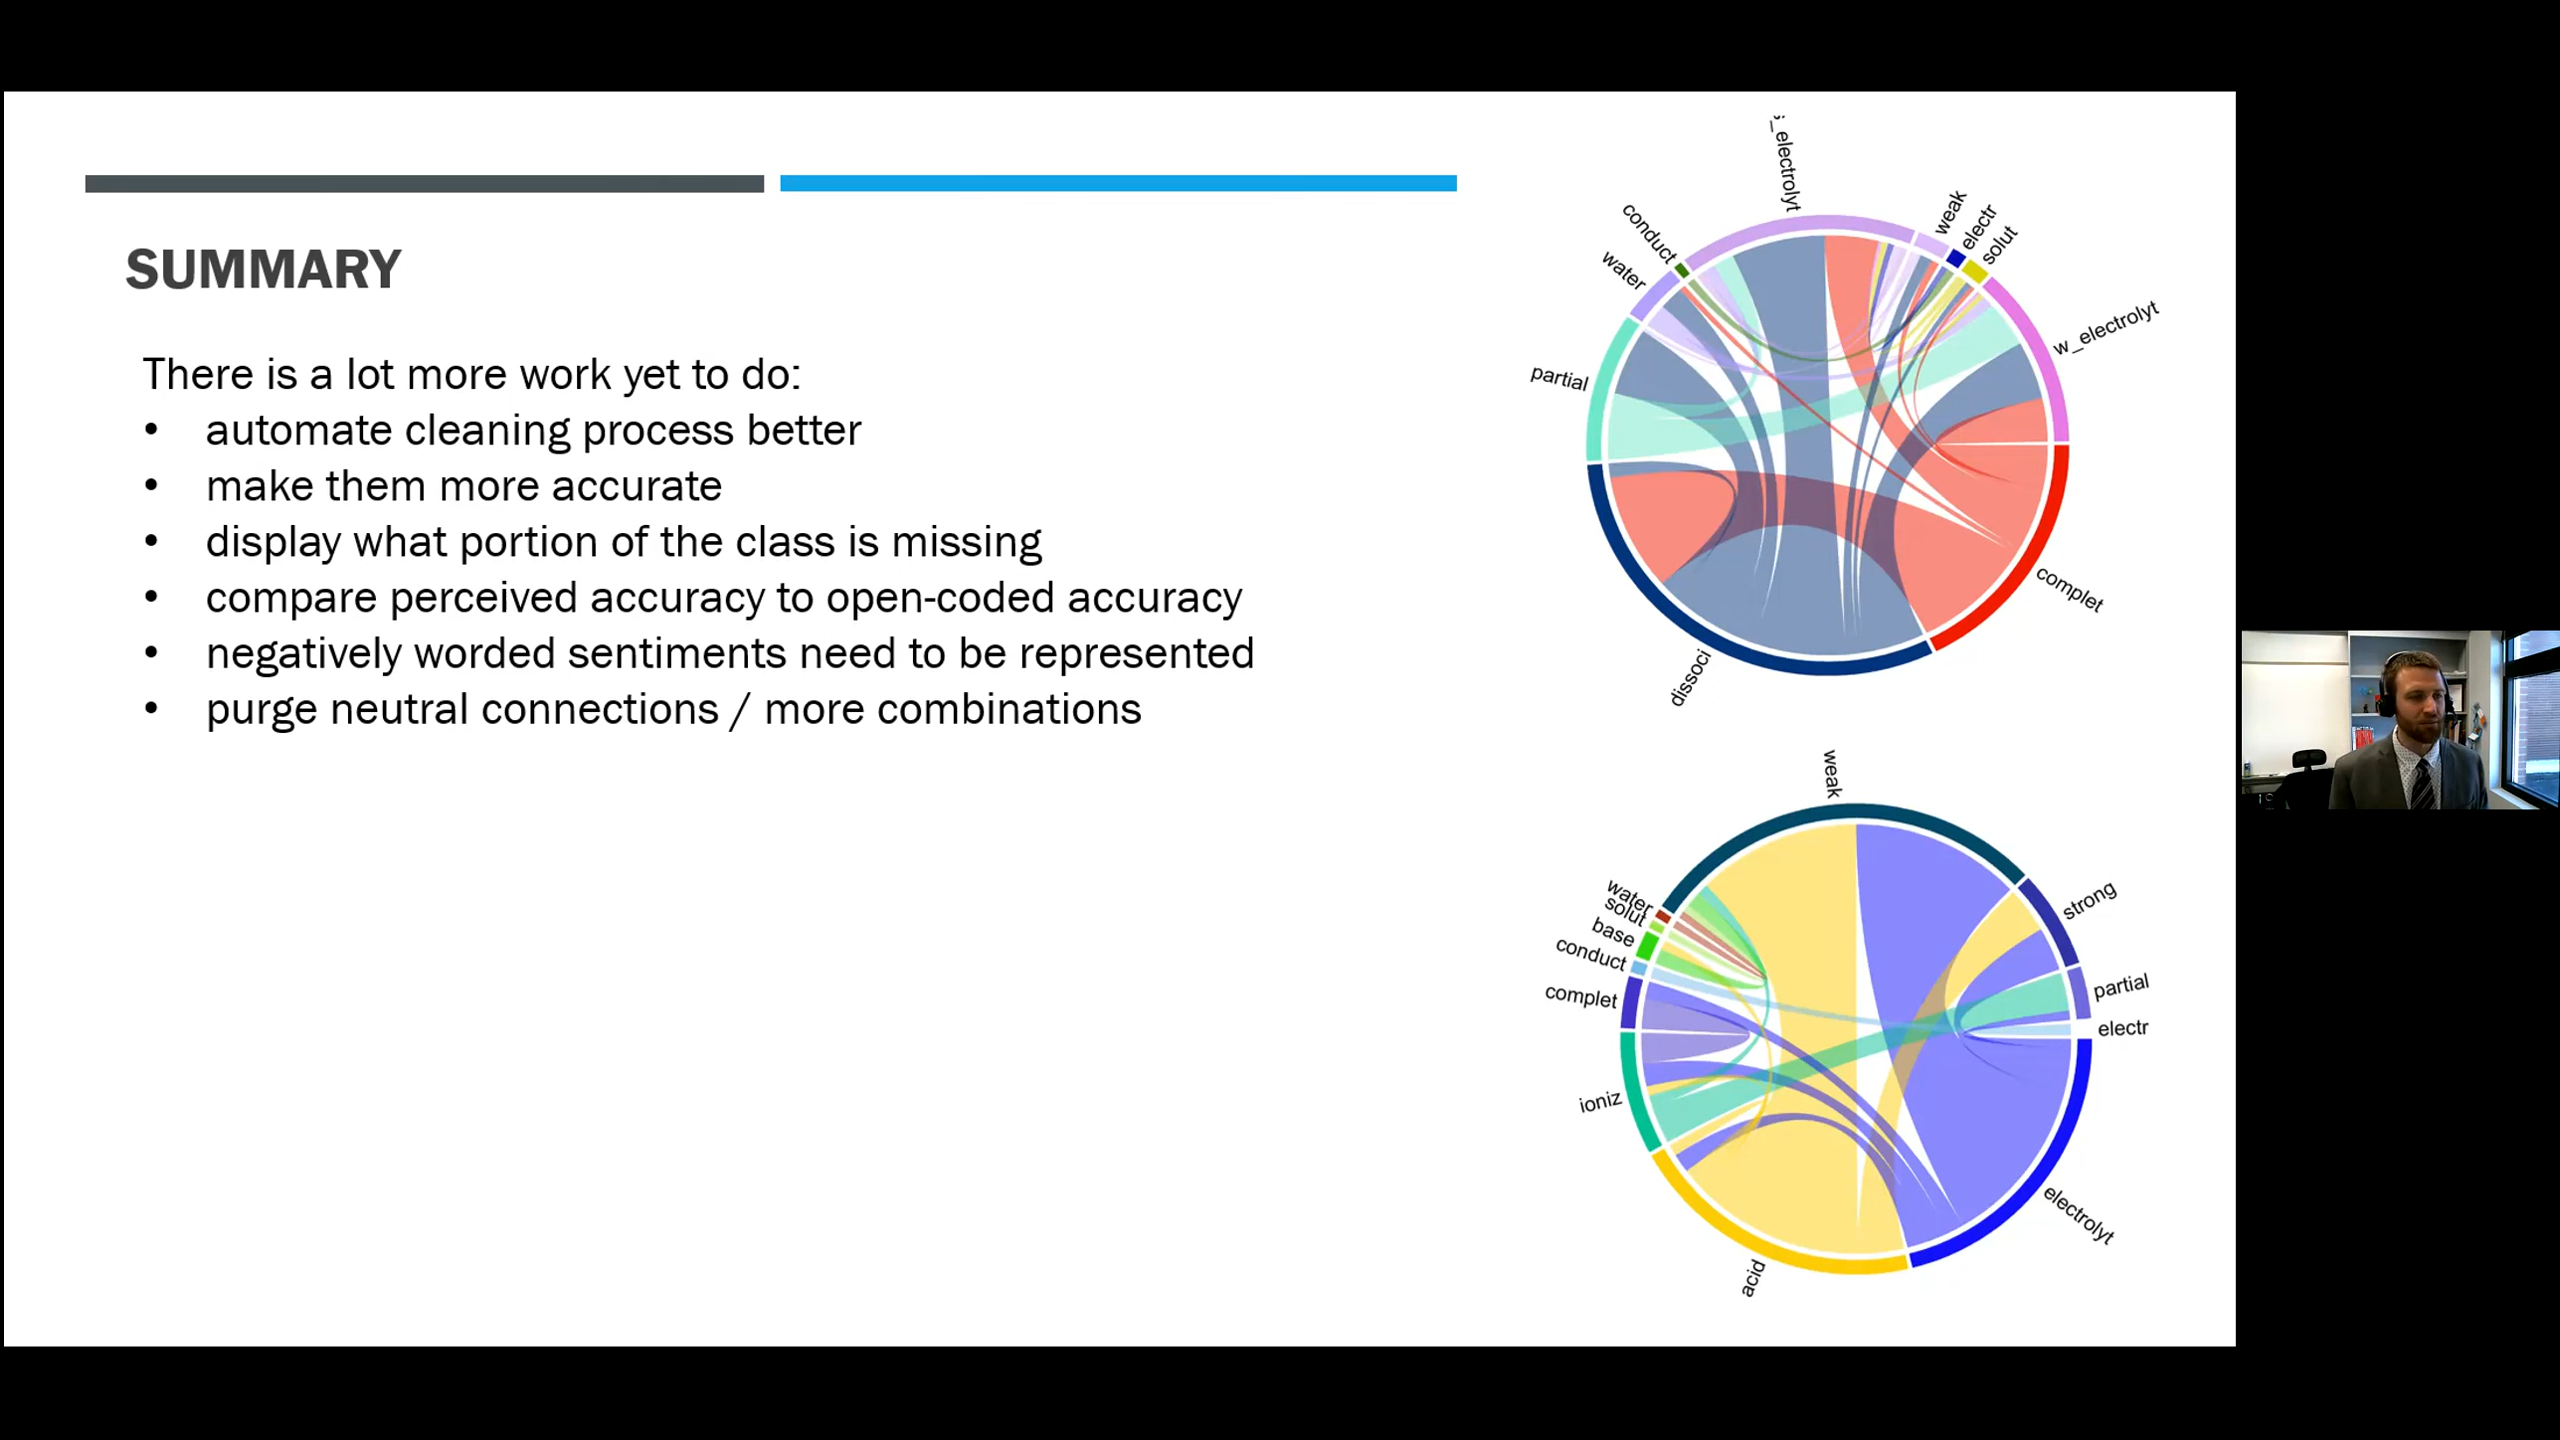 SUMMARY
There is a lot more work yet to do:
• automate cleaning process better
• make them more accurate
• display what portion of the class is missing
• compare perceived accuracy to open-coded accuracy
• negatively worded sentiments need to be represented
• purge neutral connections / more combinations
s_electrolyt
weak
electr
solut
conduct
water
w_electrolyt
partial
complet
dissoci
weak
strong
water
solut
base
conduct
complet
partial
electr
ioniz
electrolyt
acid